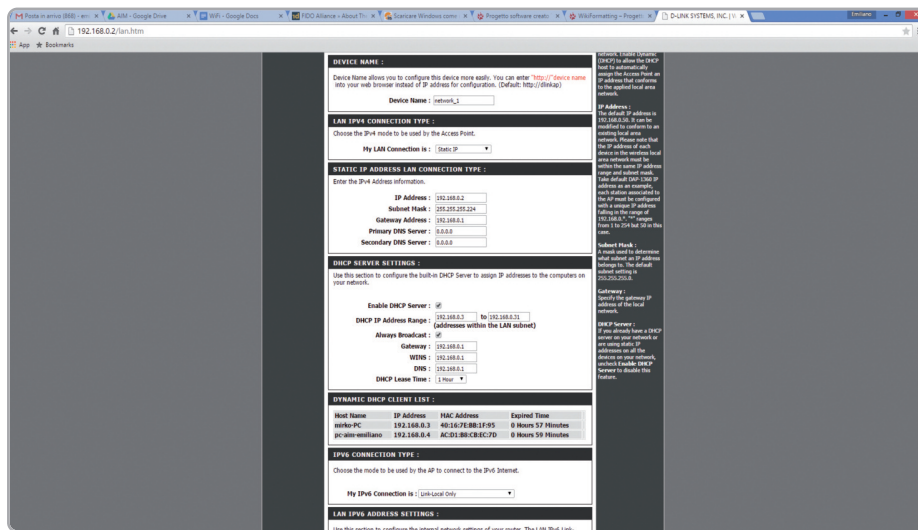 Posta in arrivo (868) - em
AIM - Google Drive
WiFi - Google Docs
FIDO Alliance » About Th
Scaricare Windows com
Progetto software creato
WikiFormatting – Proget
D-LINK SYSTEMS, INC. | W
Emiliano
192.168.0.2/lan.htm
App
Bookmarks
DEVICE NAME :
Device Name allows you to configure this device more easily. You can enter "http://"device name
into your web browser instead of IP address for configuration. (Default: http://dlinkap)
Device Name : network_1
LAN IPV4 CONNECTION TYPE :
Choose the IPv4 mode to be used by the Access Point.
My LAN Connection is : Static IP
STATIC IP ADDRESS LAN CONNECTION TYPE :
Enter the IPv4 Address information.
IP Address : 192.168.0.2
Subnet Mask : 255.255.255.224
Gateway Address : 192.168.0.1
Primary DNS Server : 0.0.0.0
Secondary DNS Server : 0.0.0.0
DHCP SERVER SETTINGS :
Use this section to configure the built-in DHCP Server to assign IP addresses to the computers on
your network.
Enable DHCP Server :
DHCP IP Address Range : 192.168.0.3 to 192.168.0.31
(addresses within the LAN subnet)
Always Broadcast :
Gateway : 192.168.0.1
WINS : 192.168.0.1
DNS : 192.168.0.1
DHCP Lease Time : 1 Hour
DYNAMIC DHCP CLIENT LIST :
Host Name IP Address MAC Address Expired Time
mirko-PC 192.168.0.3 40:16:7E:BB:1F:95 0 Hours 57 Minutes
pc-aim-emiliano 192.168.0.4 AC:D1:B8:CB:EC:7D 0 Hours 59 Minutes
IPV6 CONNECTION TYPE :
Choose the mode to be used by the AP to connect to the IPv6 Internet.
My IPv6 Connection is : Link-Local Only
LAN IPV6 ADDRESS SETTINGS :
Use this section to configure the internal network settings of your router. The LAN IPv6 Link-
network. Enable Dynamic
(DHCP) to allow the DHCP
host to automatically
assign the Access Point an
IP address that conforms
to the applied local area
network.
IP Address :
The default IP address is
192.168.0.50. It can be
modified to conform to an
existing local area
network. Please note that
the IP address of each
device in the wireless local
area network must be
within the same IP address
range and subnet mask.
Take default DAP-1360 IP
address as an example,
each station associated to
the AP must be configured
with a unique IP address
falling in the range of
192.168.0.*. "*" ranges
from 1 to 254 but 50 in this
case.
Subnet Mask :
A mask used to determine
what subnet an IP address
belongs to. The default
subnet setting is
255.255.255.0.
Gateway :
Specify the gateway IP
address of the local
network.
DHCP Server :
If you already have a DHCP
server on your network or
are using static IP
addresses on all the
devices on your network,
uncheck Enable DHCP
Server to disable this
feature.